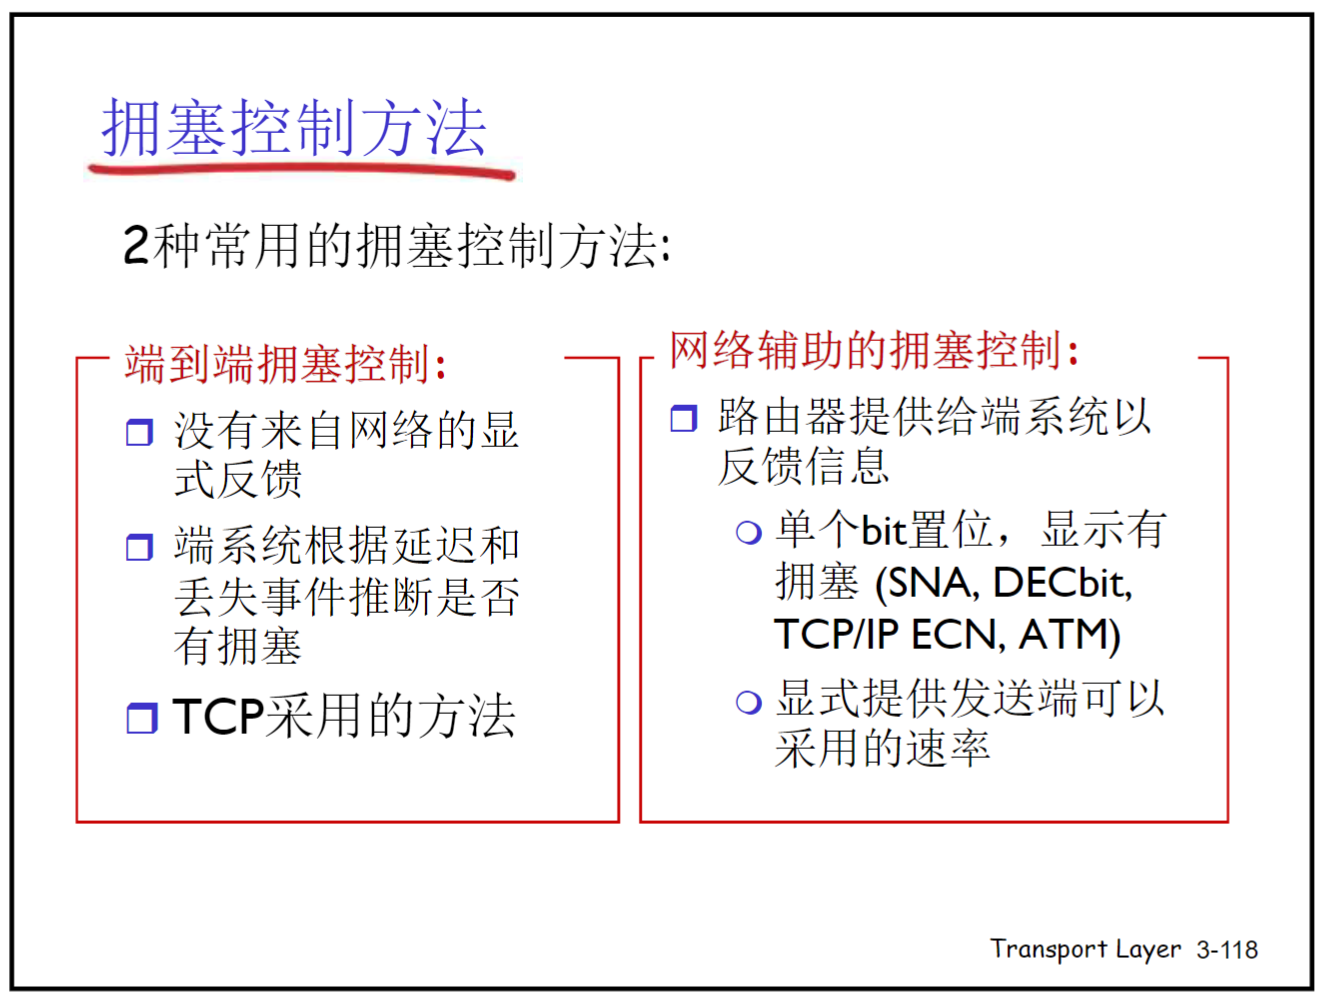 拥塞控制方法
2种常用的拥塞控制方法:
端到端拥塞控制:
没有来自网络的显
式反馈
端系统根据延迟和
丢失事件推断是否
有拥塞
TCP采用的方法
网络辅助的拥塞控制:
路由器提供给端系统以
反馈信息
单个bit置位，显示有
拥塞 (SNA, DECbit,
TCP/IP ECN, ATM)
显式提供发送端可以
采用的速率
Transport Layer 3-118